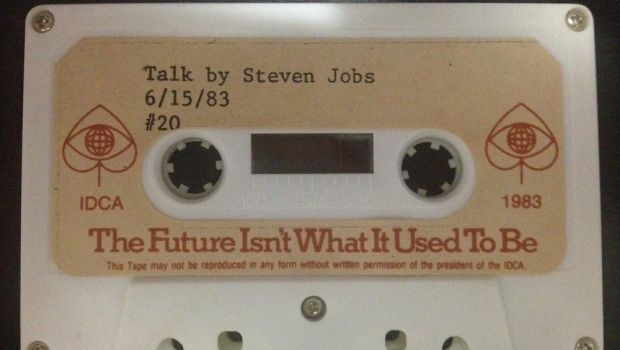 Talk by Steven Jobs
6/15/83
#20
IDCA
1983
The Future Isn't What It Used To Be
This Tape may not be reproduced in any form without written permission of the president of the IDCA.